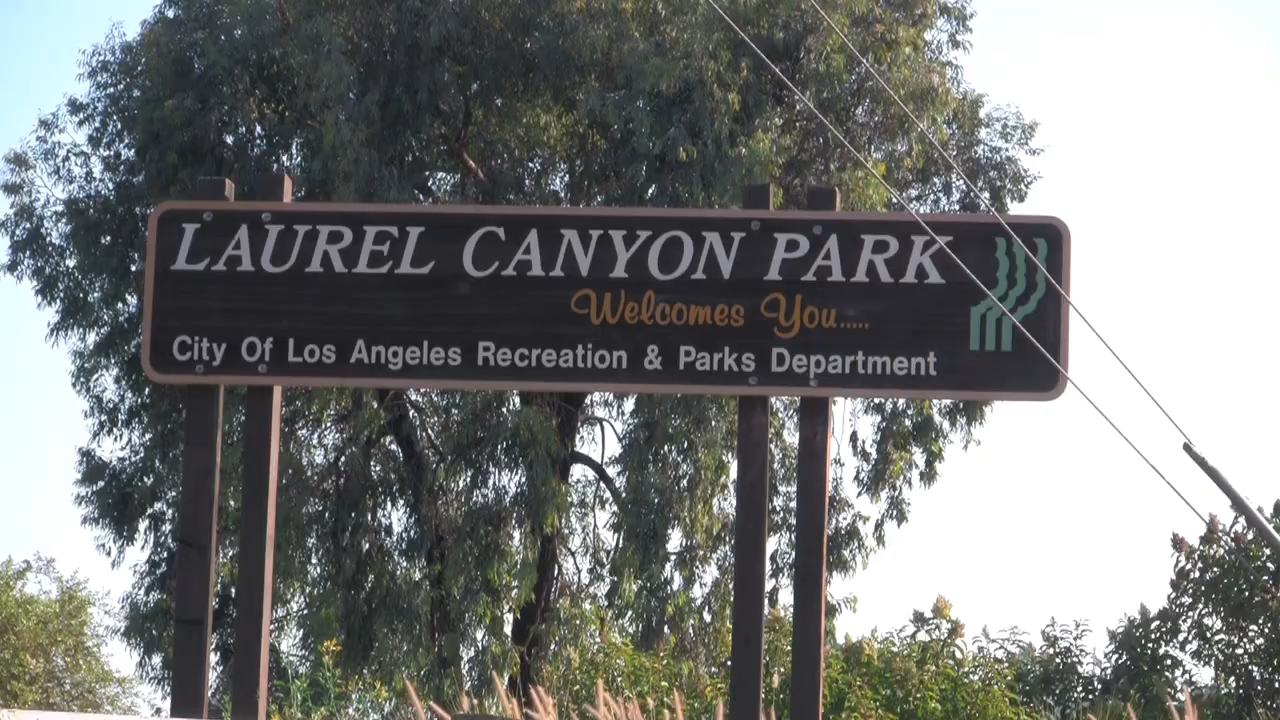 LAUREL CANYON PARK
Welcomes You.....
City Of Los Angeles Recreation & Parks Department